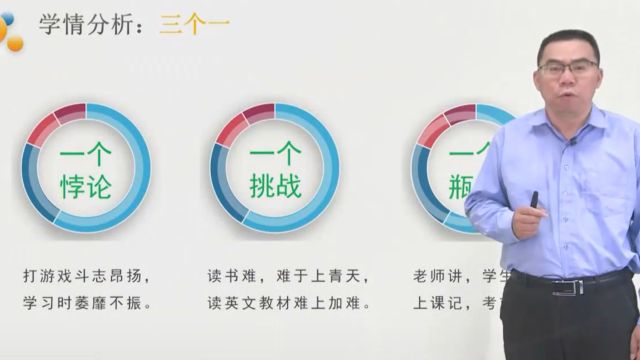 学情分析：三个一
一个
悖论
一个
挑战
一个
瓶
打游戏斗志昂扬，
学习时萎靡不振。
读书难，难于上青天，
读英文教材难上加难。
老师讲，学生
上课记，考